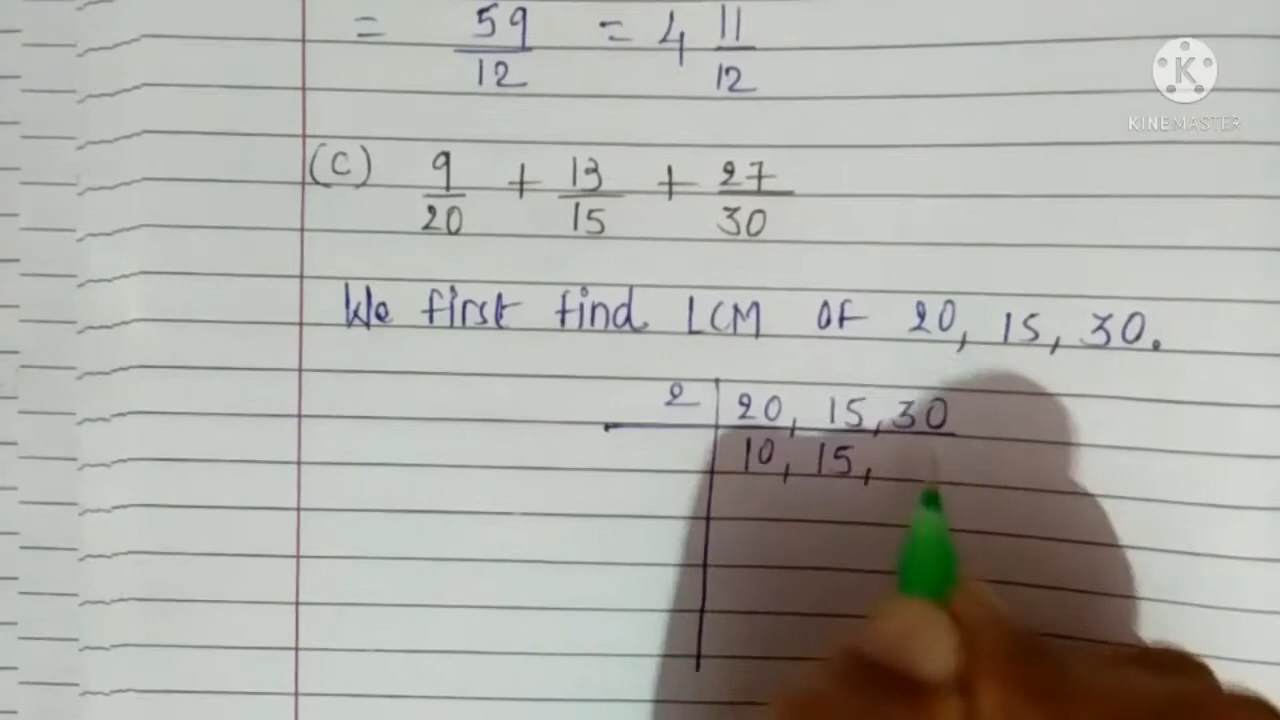 = 59/12 = 4 11/12
KINEMASTER
(C) 9/20 + 13/15 + 27/30
We first find LCM of 20, 15, 30.
2 | 20, 15, 30
10, 15,